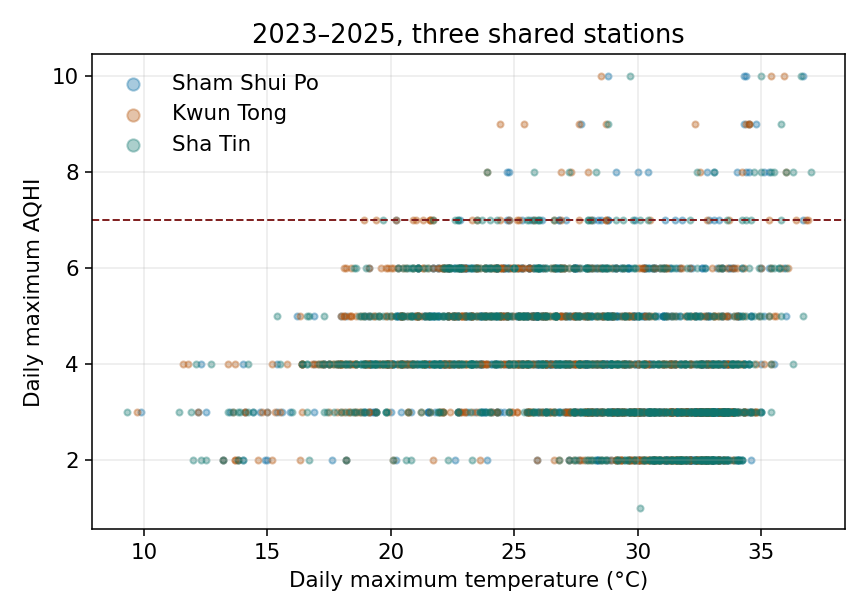 2023–2025, three shared stations
Sham Shui Po
Kwun Tong
Sha Tin
10
8
6
4
2
Daily maximum AQHI
10
15
20
25
30
35
Daily maximum temperature (°C)